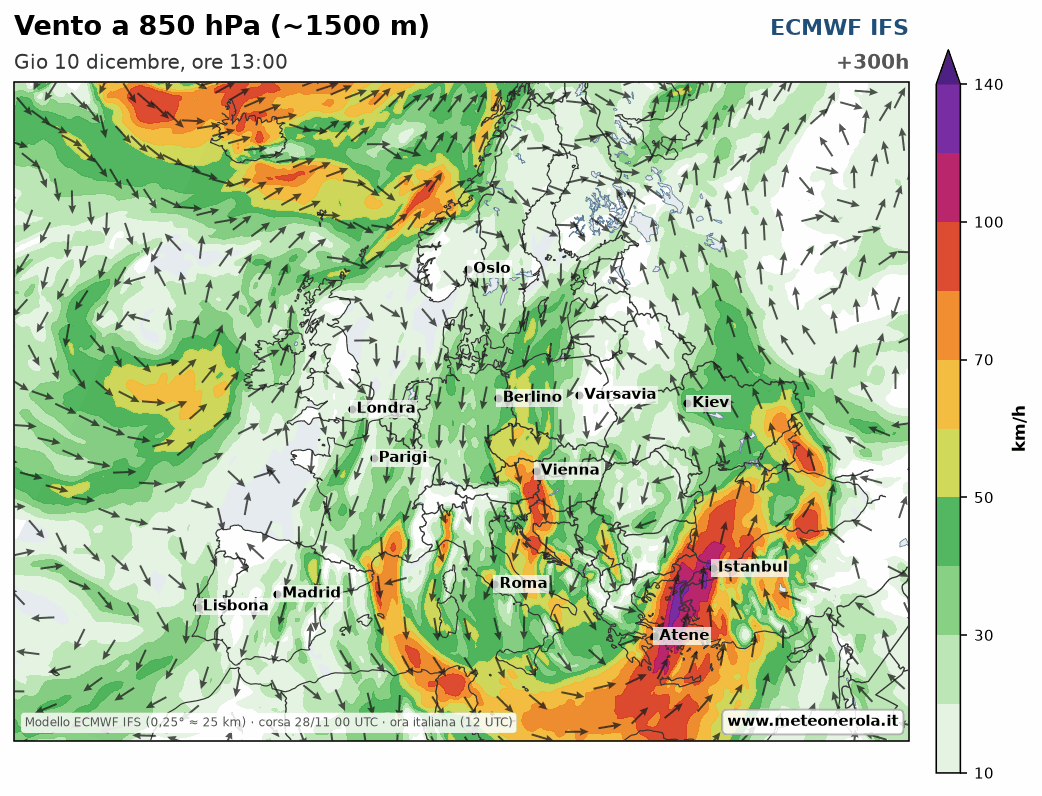 Vento a 850 hPa (~1500 m)
ECMWF IFS
Gio 10 dicembre, ore 13:00
+300h
140
100
70
50
30
10
km/h
Oslo
Londra
Berlino
Varsavia
Kiev
Parigi
Vienna
Istanbul
Roma
Madrid
Lisbona
Atene
Modello ECMWF IFS (0,25° ≈ 25 km) · corsa 28/11 00 UTC · ora italiana (12 UTC)
www.meteonerola.it